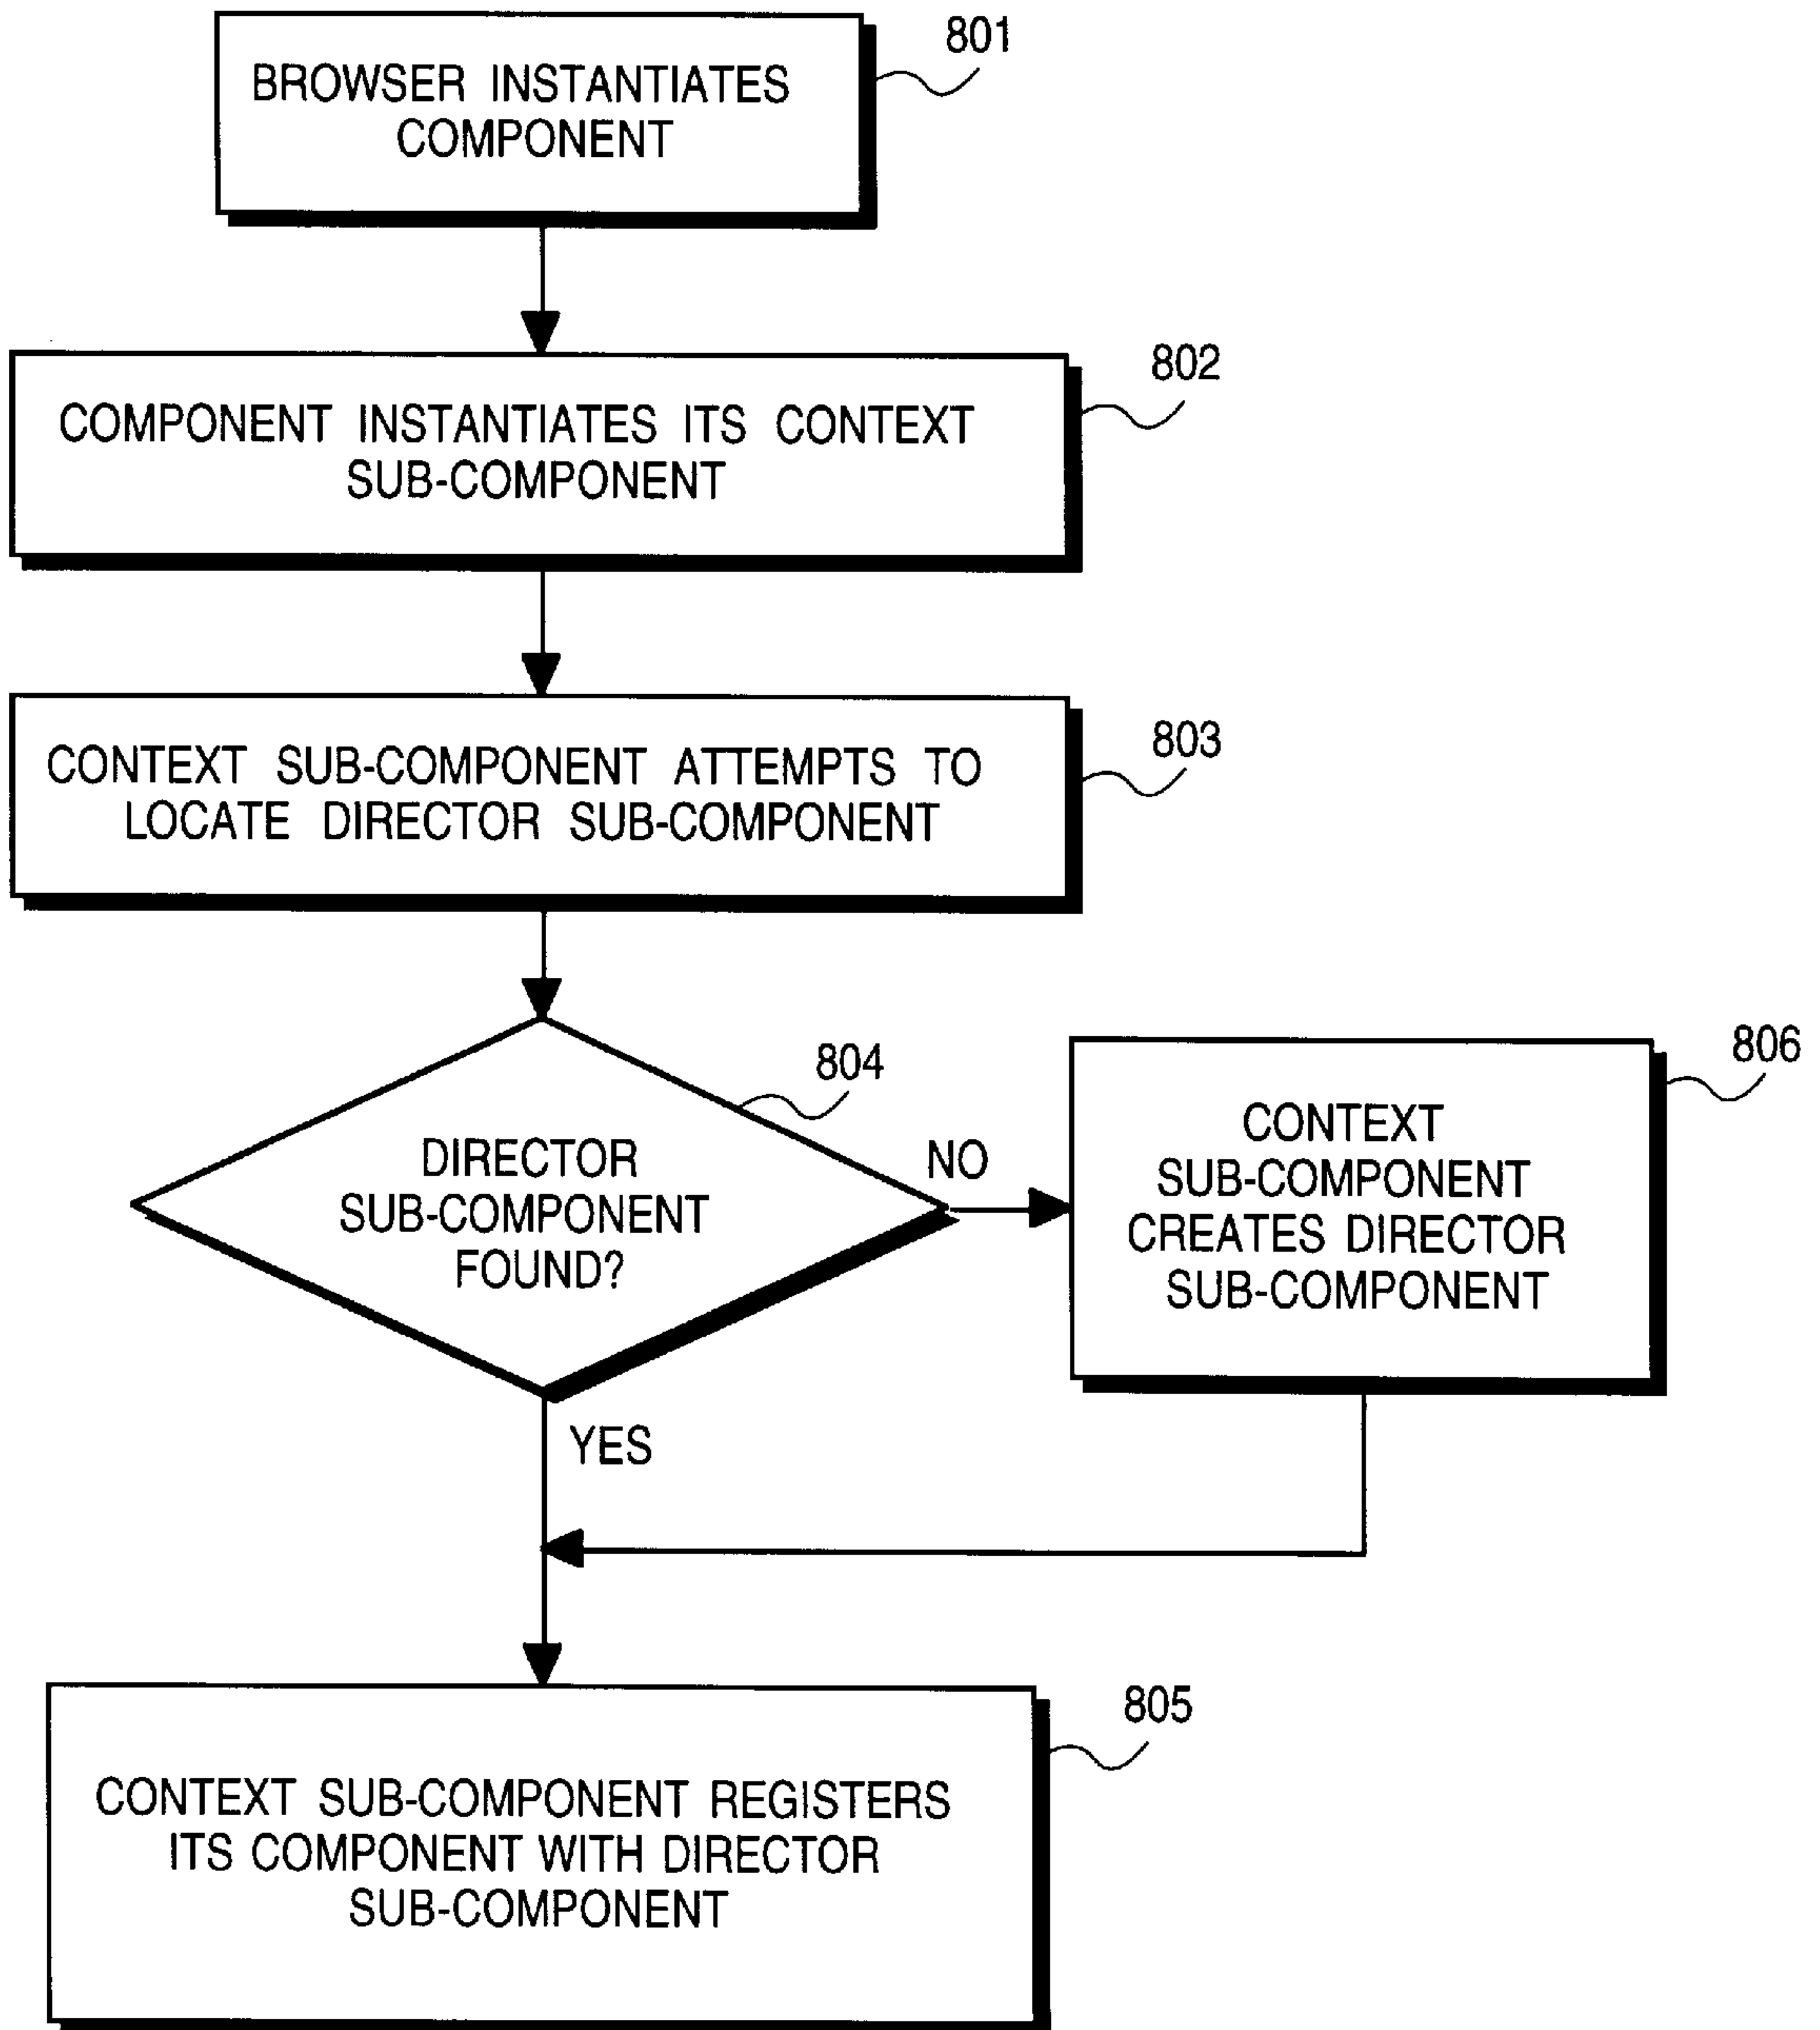 801
BROWSER INSTANTIATES
COMPONENT
802
COMPONENT INSTANTIATES ITS CONTEXT
SUB-COMPONENT
803
CONTEXT SUB-COMPONENT ATTEMPTS TO
LOCATE DIRECTOR SUB-COMPONENT
804
DIRECTOR
SUB-COMPONENT
FOUND?
NO
806
CONTEXT
SUB-COMPONENT
CREATES DIRECTOR
SUB-COMPONENT
YES
805
CONTEXT SUB-COMPONENT REGISTERS
ITS COMPONENT WITH DIRECTOR
SUB-COMPONENT